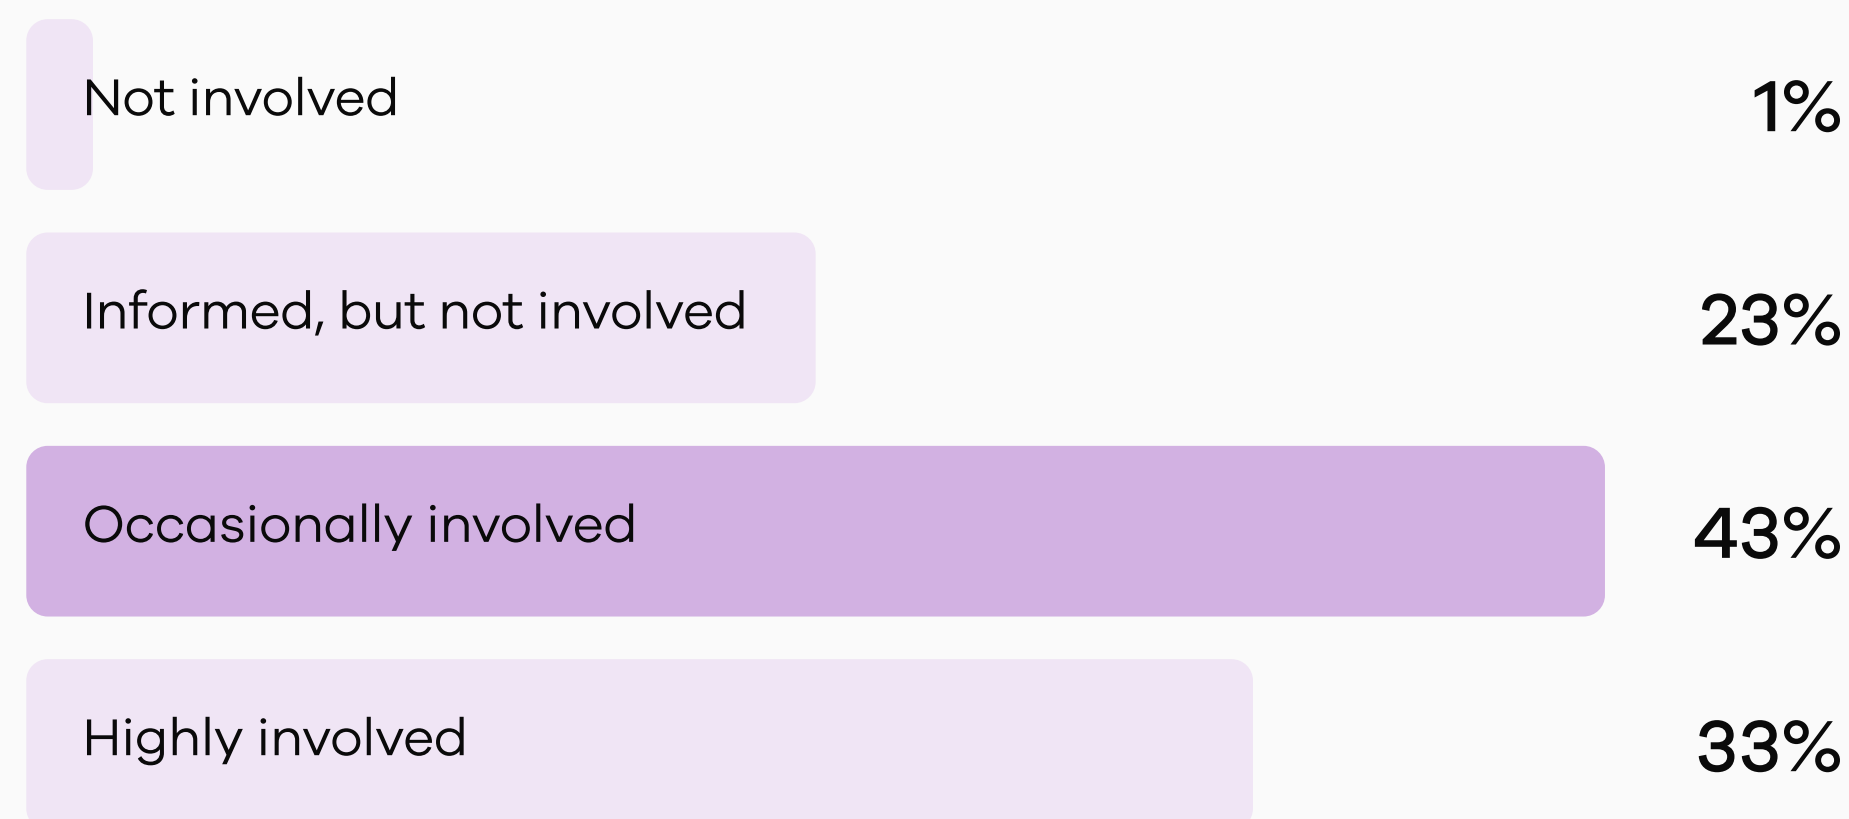 Not involved 1%
Informed, but not involved 23%
Occasionally involved 43%
Highly involved 33%